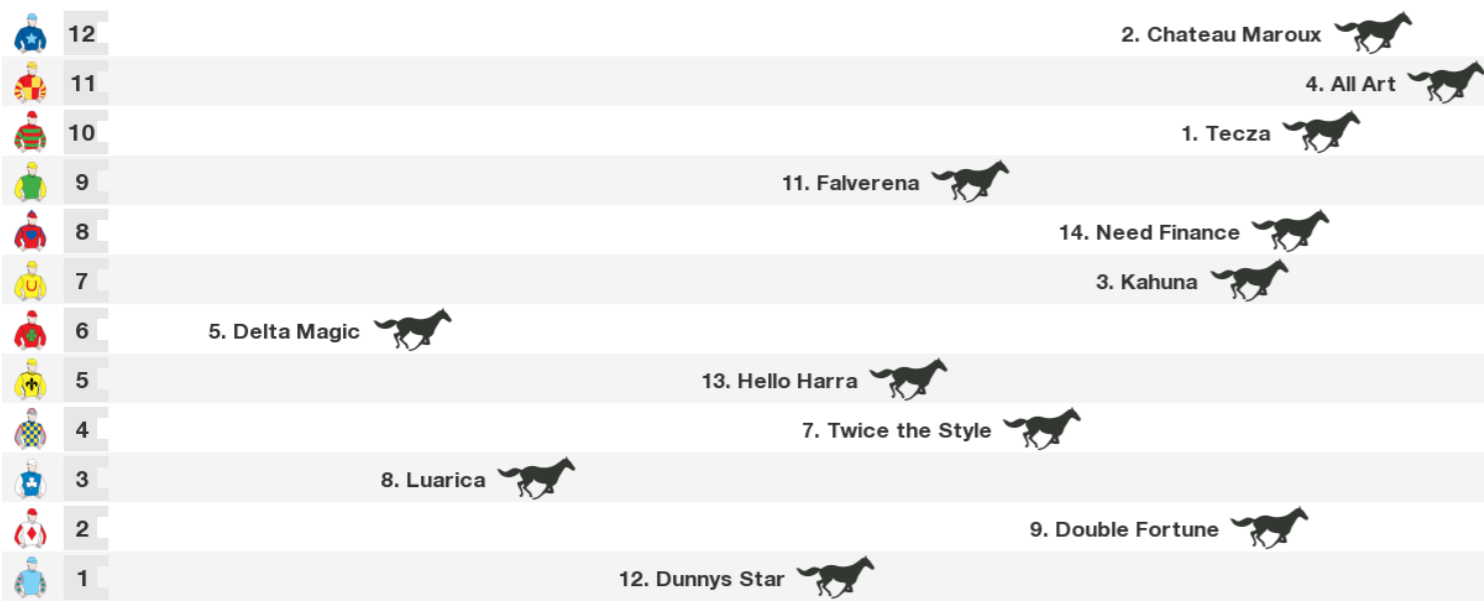 12 2. Chateau Maroux
11 4. All Art
10 1. Tecza
9 11. Falverena
8 14. Need Finance
7 3. Kahuna
6 5. Delta Magic
5 13. Hello Harra
4 7. Twice the Style
3 8. Luarica
2 9. Double Fortune
1 12. Dunnys Star